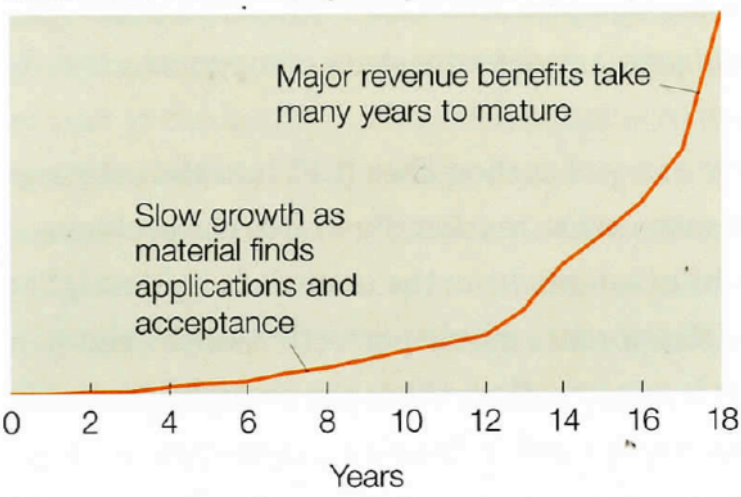 Major revenue benefits take
many years to mature
Slow growth as
material finds
applications and
acceptance
0 2 4 6 8 10 12 14 16 18
Years